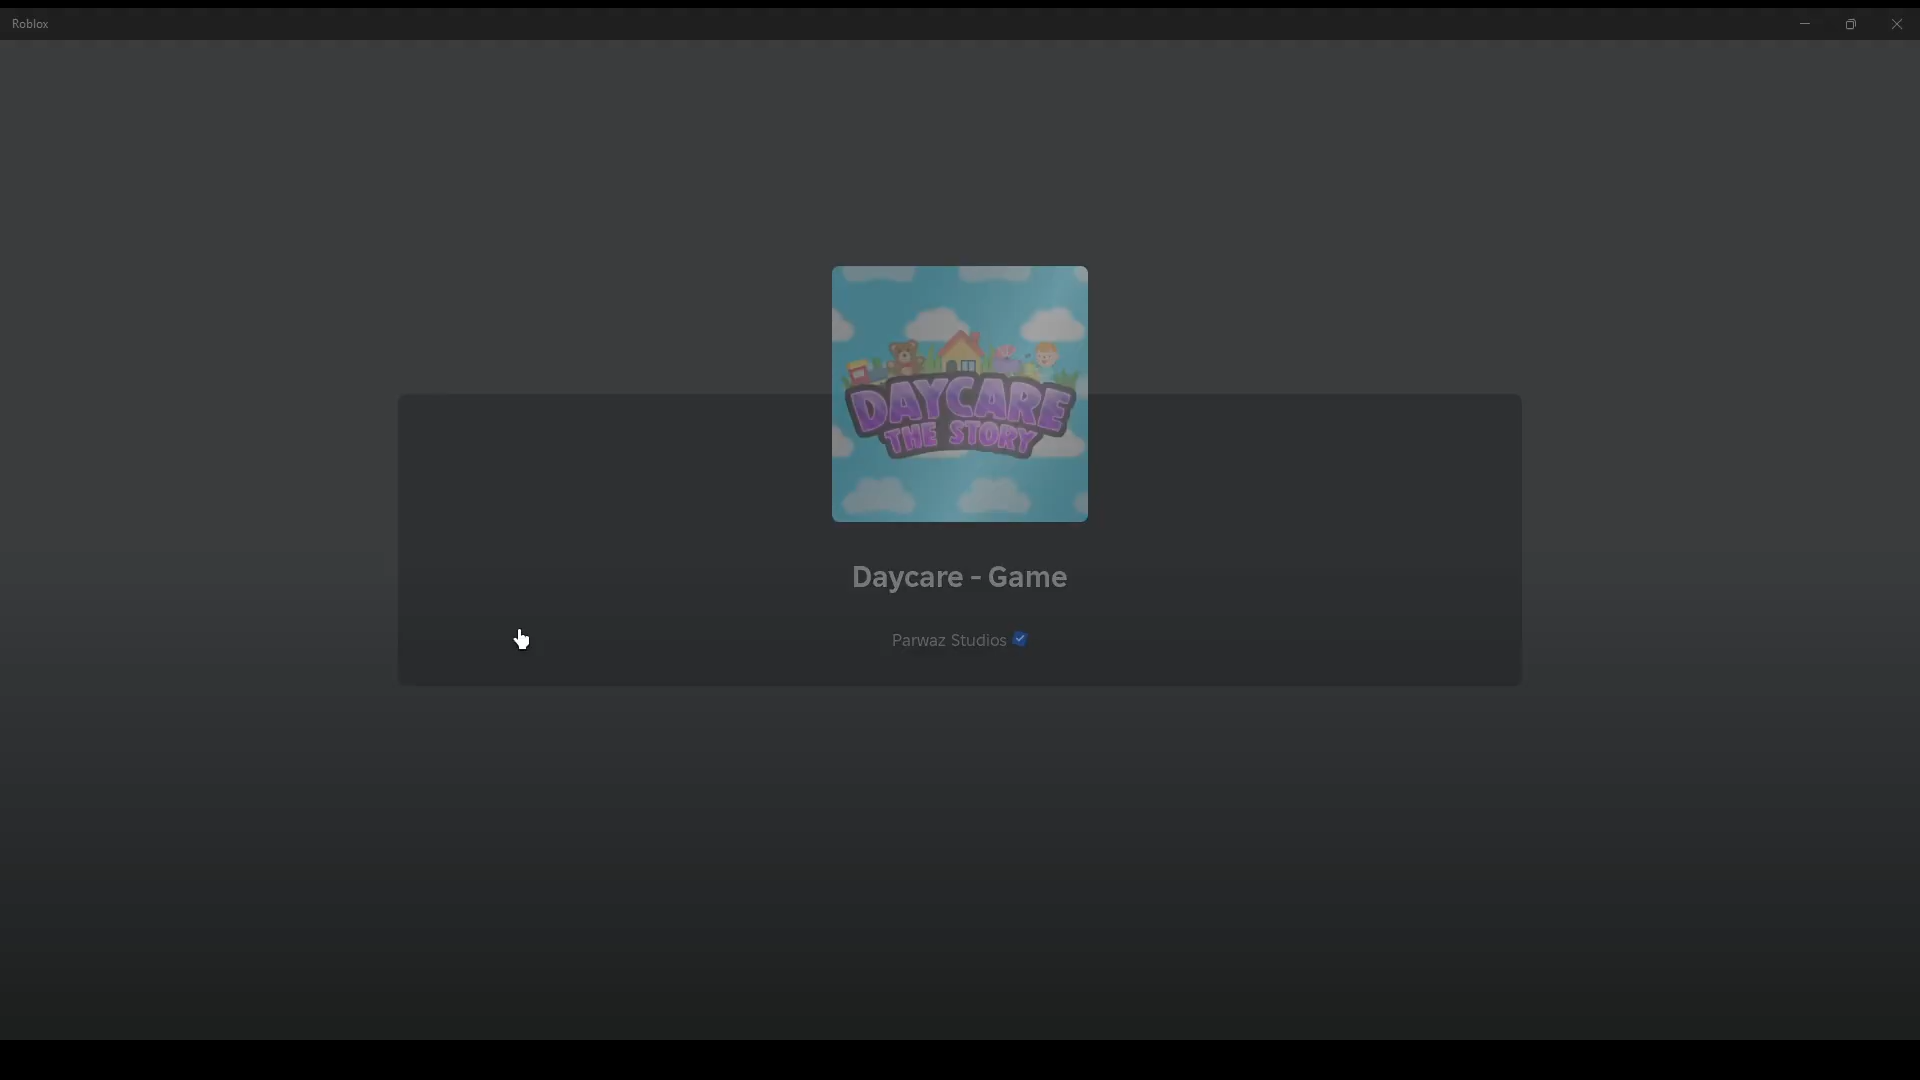 Roblox
DAYCARE
THE STORY
Daycare - Game
Parwaz Studios